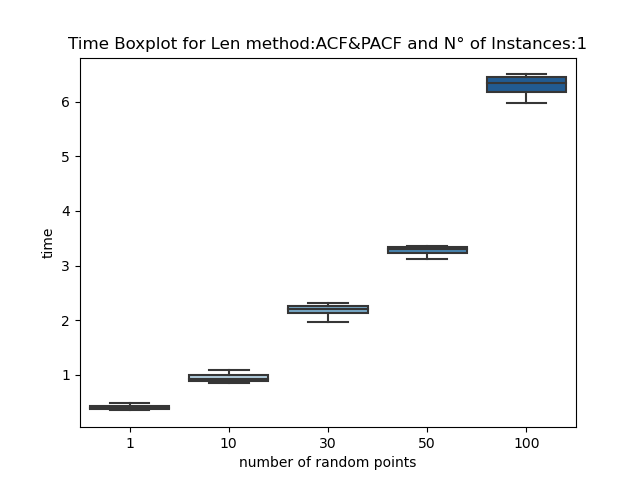 Time Boxplot for Len method:ACF&PACF and N° of Instances:1
6
5
4
3
2
1
time
1 10 30 50 100
number of random points